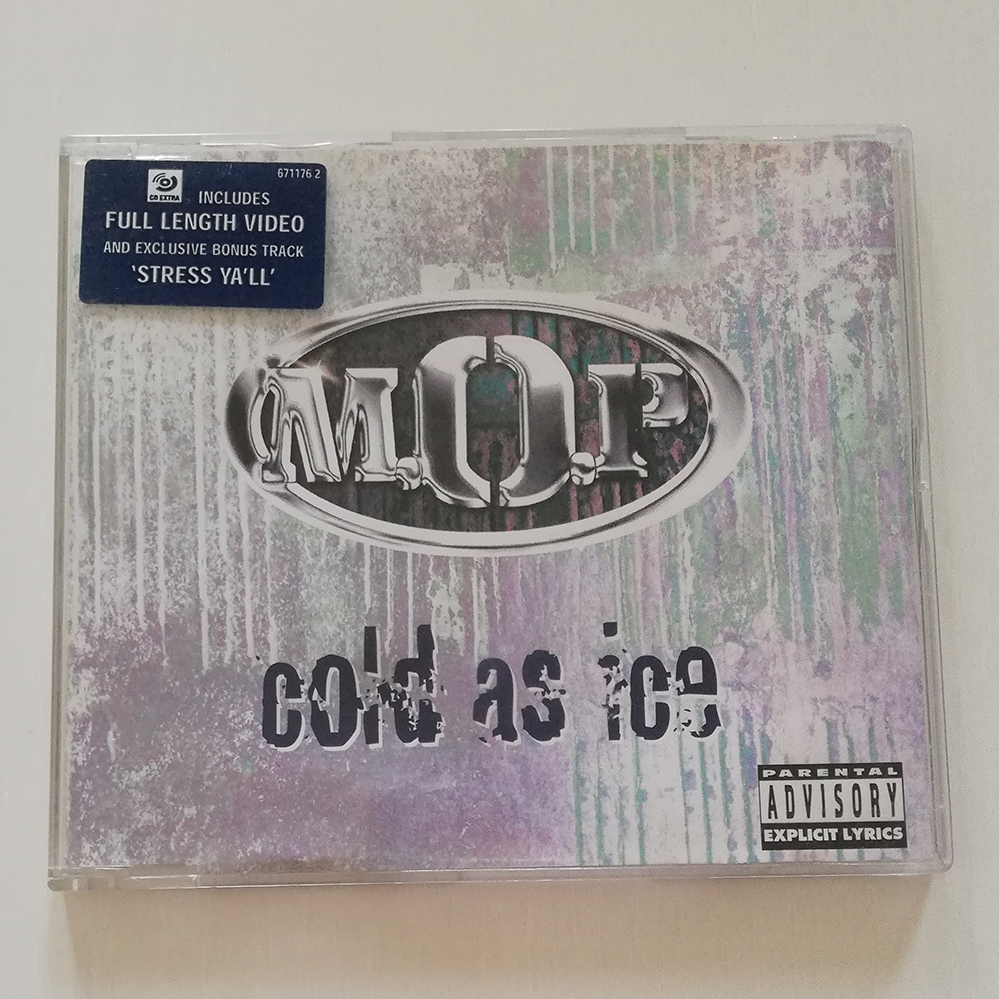 671176 2
CD EXTRA
INCLUDES
FULL LENGTH VIDEO
AND EXCLUSIVE BONUS TRACK
'STRESS YA'LL'
M.O.P
cold as ice
PARENTAL
ADVISORY
EXPLICIT LYRICS